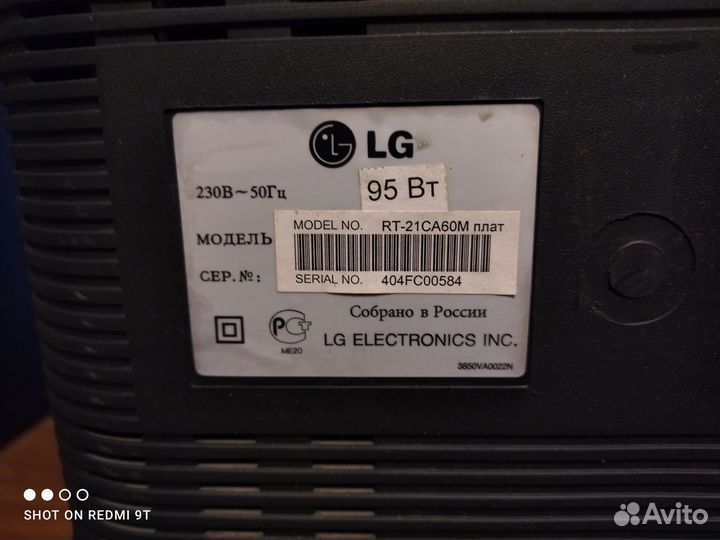 LG
230В~50Гц
95 Вт
МОДЕЛЬ
MODEL NO. RT-21CA60M плат
СЕР.№:
SERIAL NO. 404FC00584
Собрано в России
РСТ
ME20
LG ELECTRONICS INC.
3850VA0022N
SHOT ON REDMI 9T
Avito